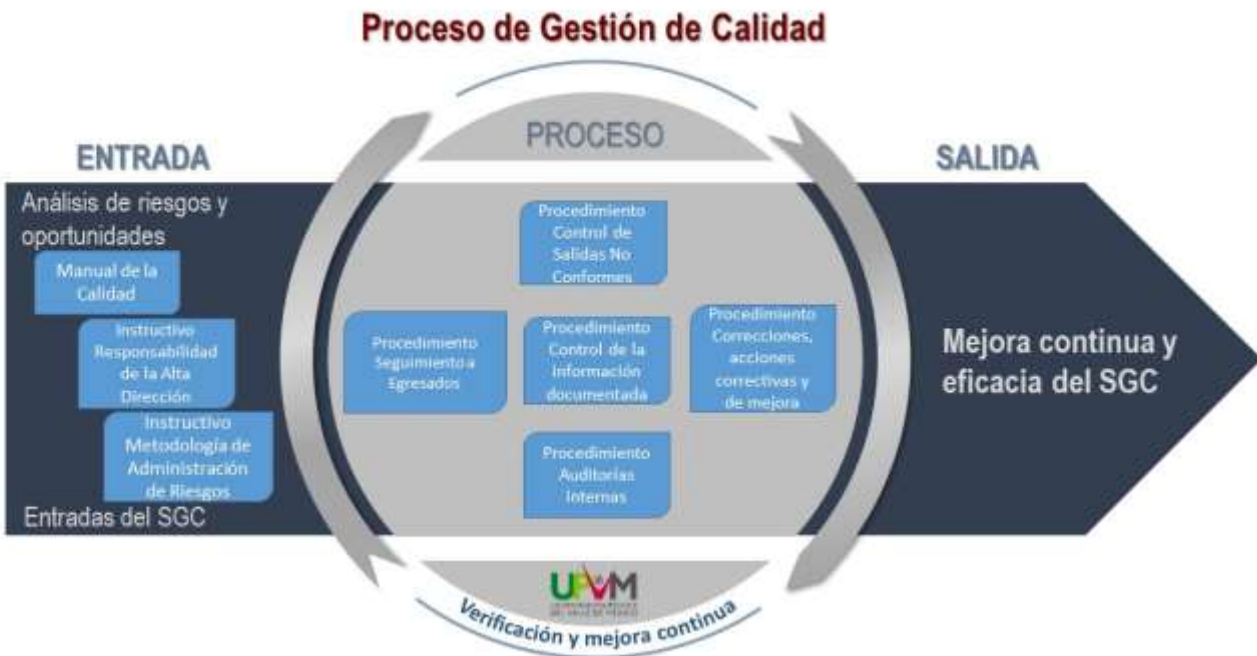 Proceso de Gestión de Calidad
PROCESO
ENTRADA
SALIDA
Análisis de riesgos y
oportunidades
Manual de la
Calidad
Instructivo
Responsabilidad
de la Alta
Dirección
Instructivo
Metodología de
Administración
de Riesgos
Entradas del SGC
Procedimiento
Control de
Salidas No
Conformes
Procedimiento
Seguimiento a
Egresados
Procedimiento
Control de la
Información
documentada
Procedimiento
Correcciones,
acciones
correctivas y
de mejora
Procedimiento
Auditorías
Internas
Mejora continua y
eficacia del SGC
UPVM
Verificación y mejora continua